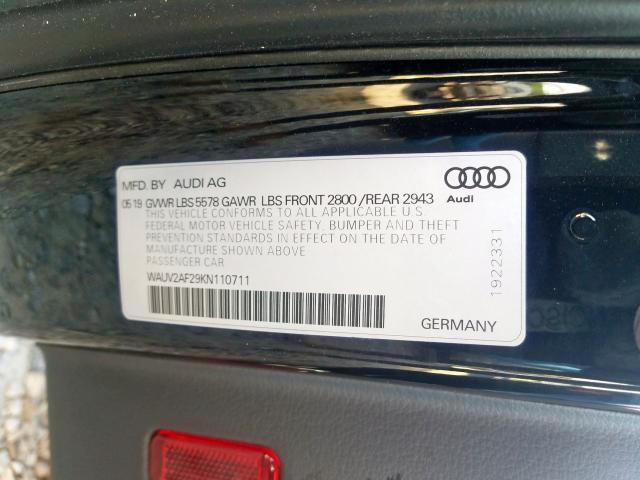 MFD. BY AUDI AG
Audi
05 19 GVWR LBS 5578 GAWR LBS FRONT 2800 /REAR 2943
THIS VEHICLE CONFORMS TO ALL APPLICABLE U.S
FEDERAL MOTOR VEHICLE SAFETY, BUMPER AND THEFT
PREVENTION STANDARDS IN EFFECT ON THE DATE OF
MANUFACTURE SHOWN ABOVE
PASSENGER CAR
WAUV2AF29KN110711
1922331
GERMANY